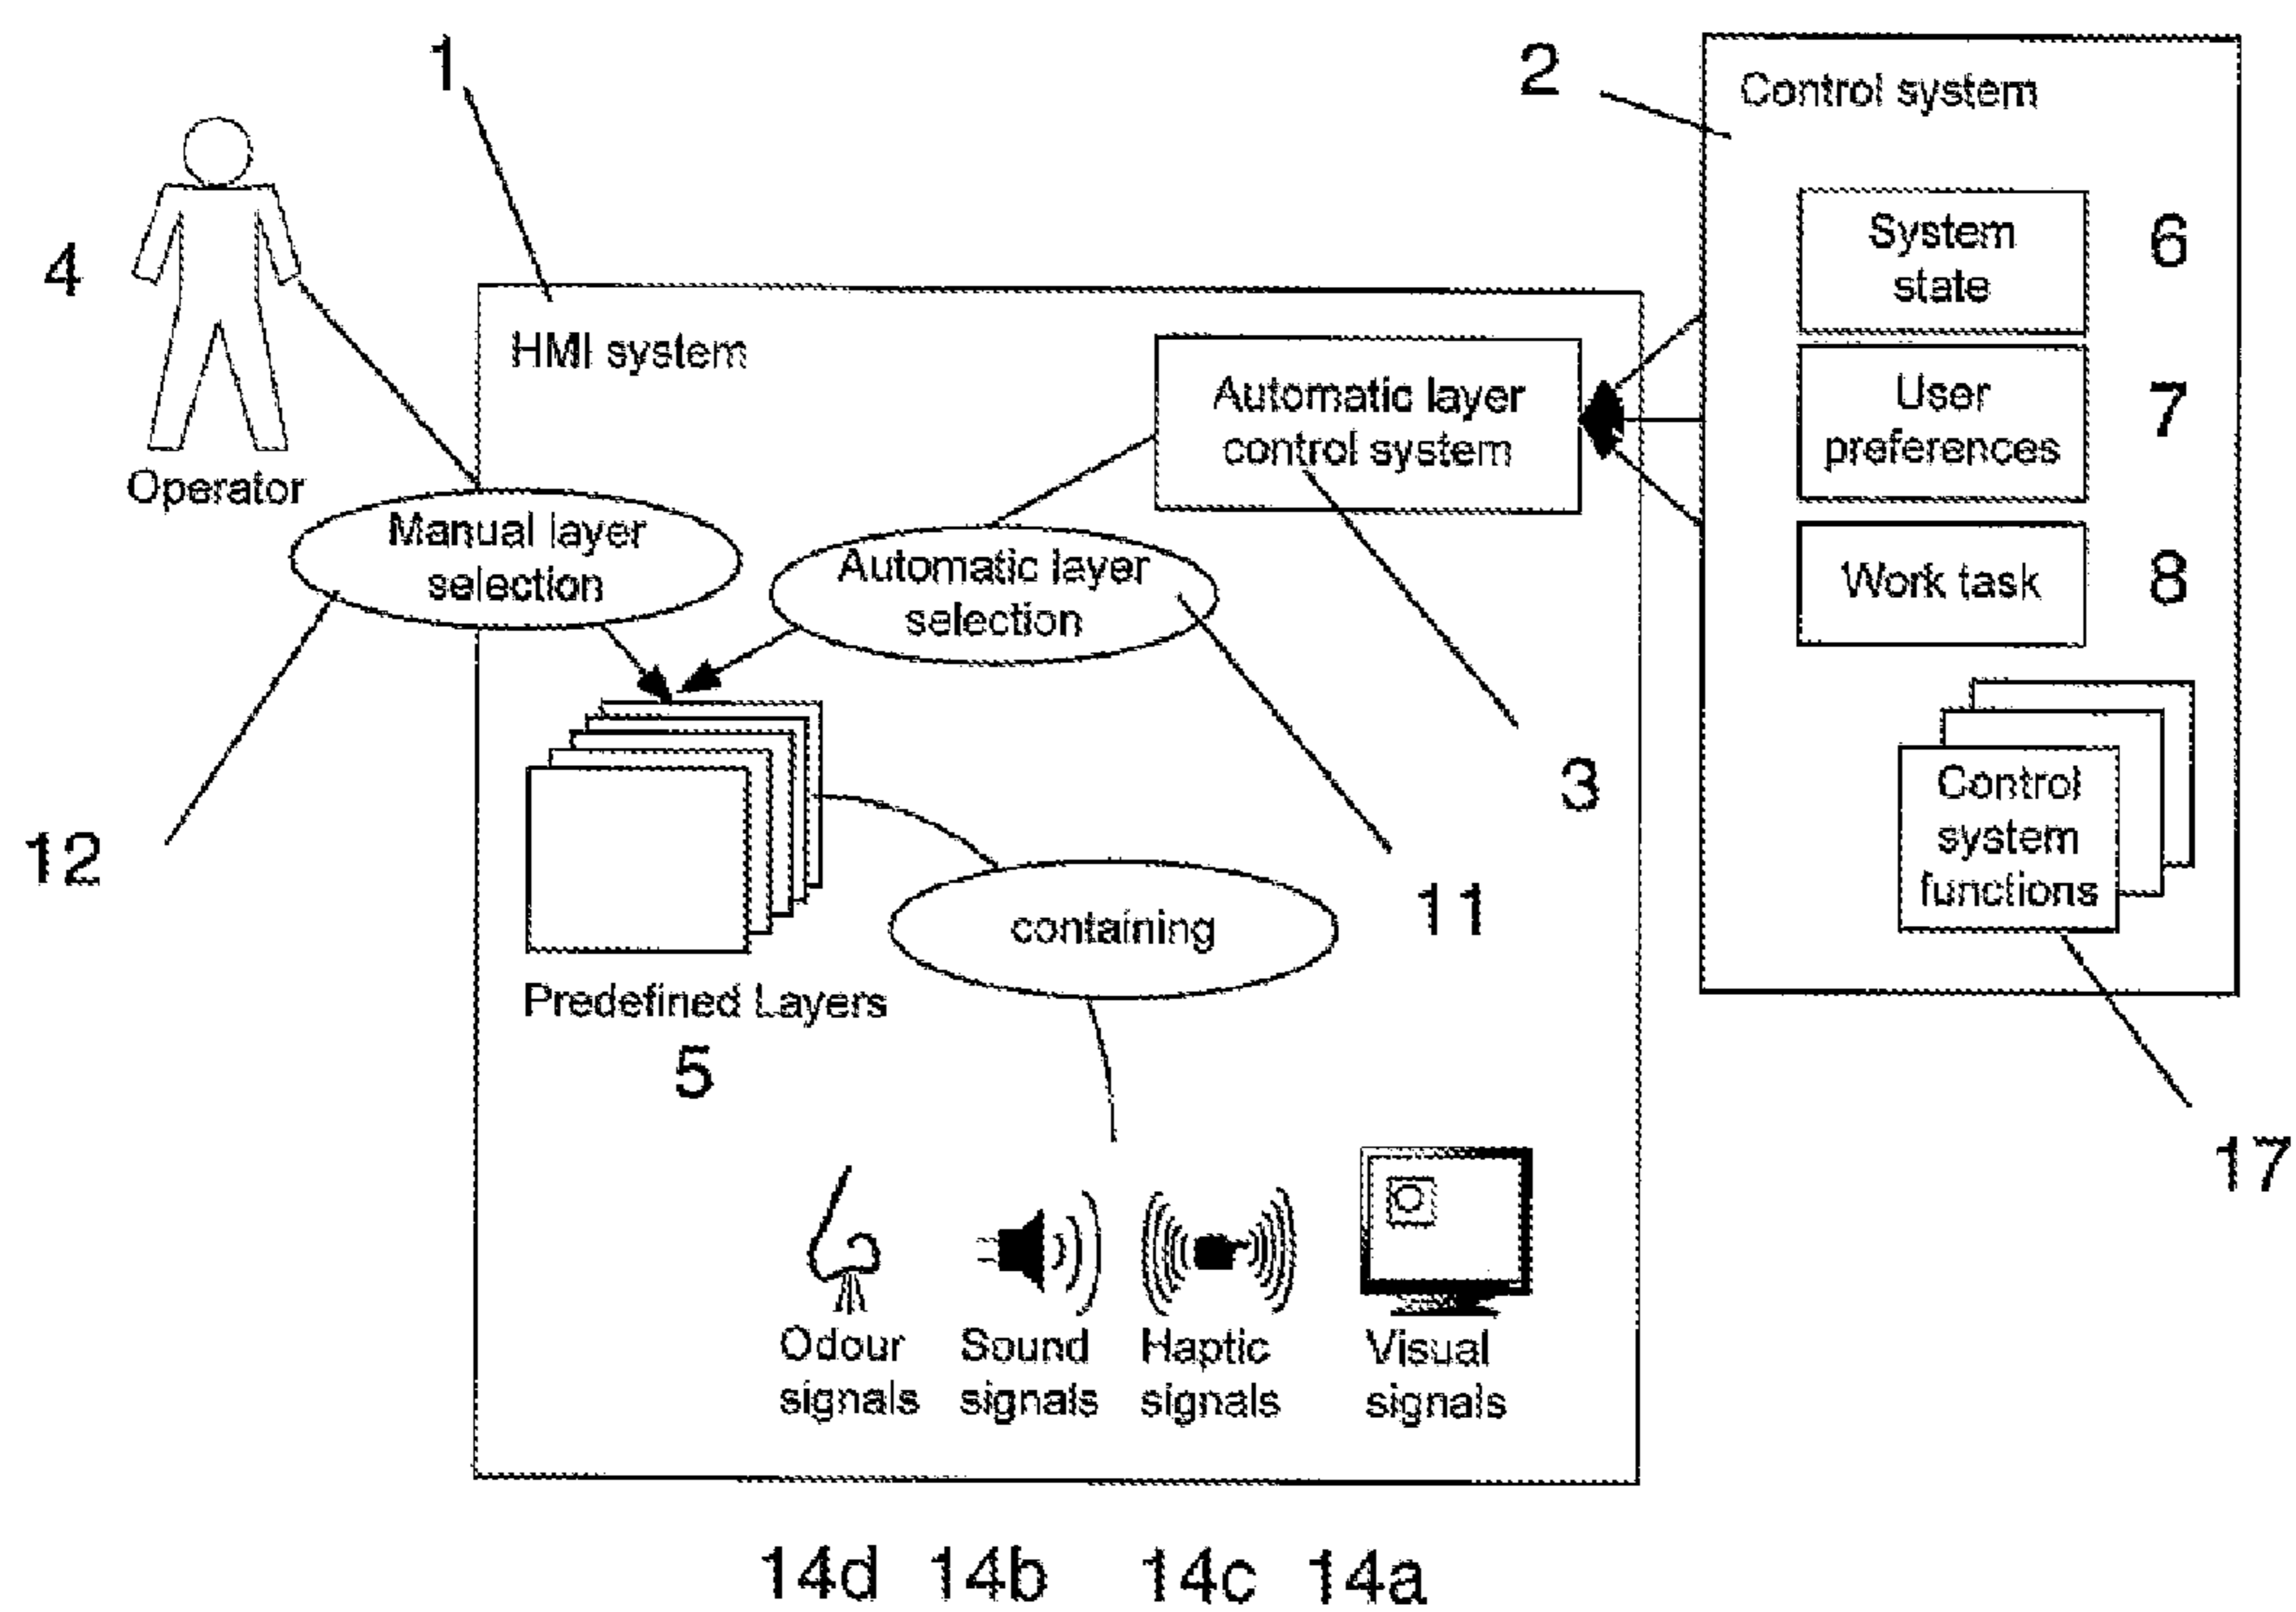 1
2
Control system
4
Operator
HMI system
Automatic layer
control system
System
state
6
User
preferences
7
Work task
8
Manual layer
selection
Automatic layer
selection
3
Control
system
functions
12
11
containing
Predefined Layers
5
17
Odour
signals
Sound
signals
Haptic
signals
Visual
signals
14d 14b 14c 14a